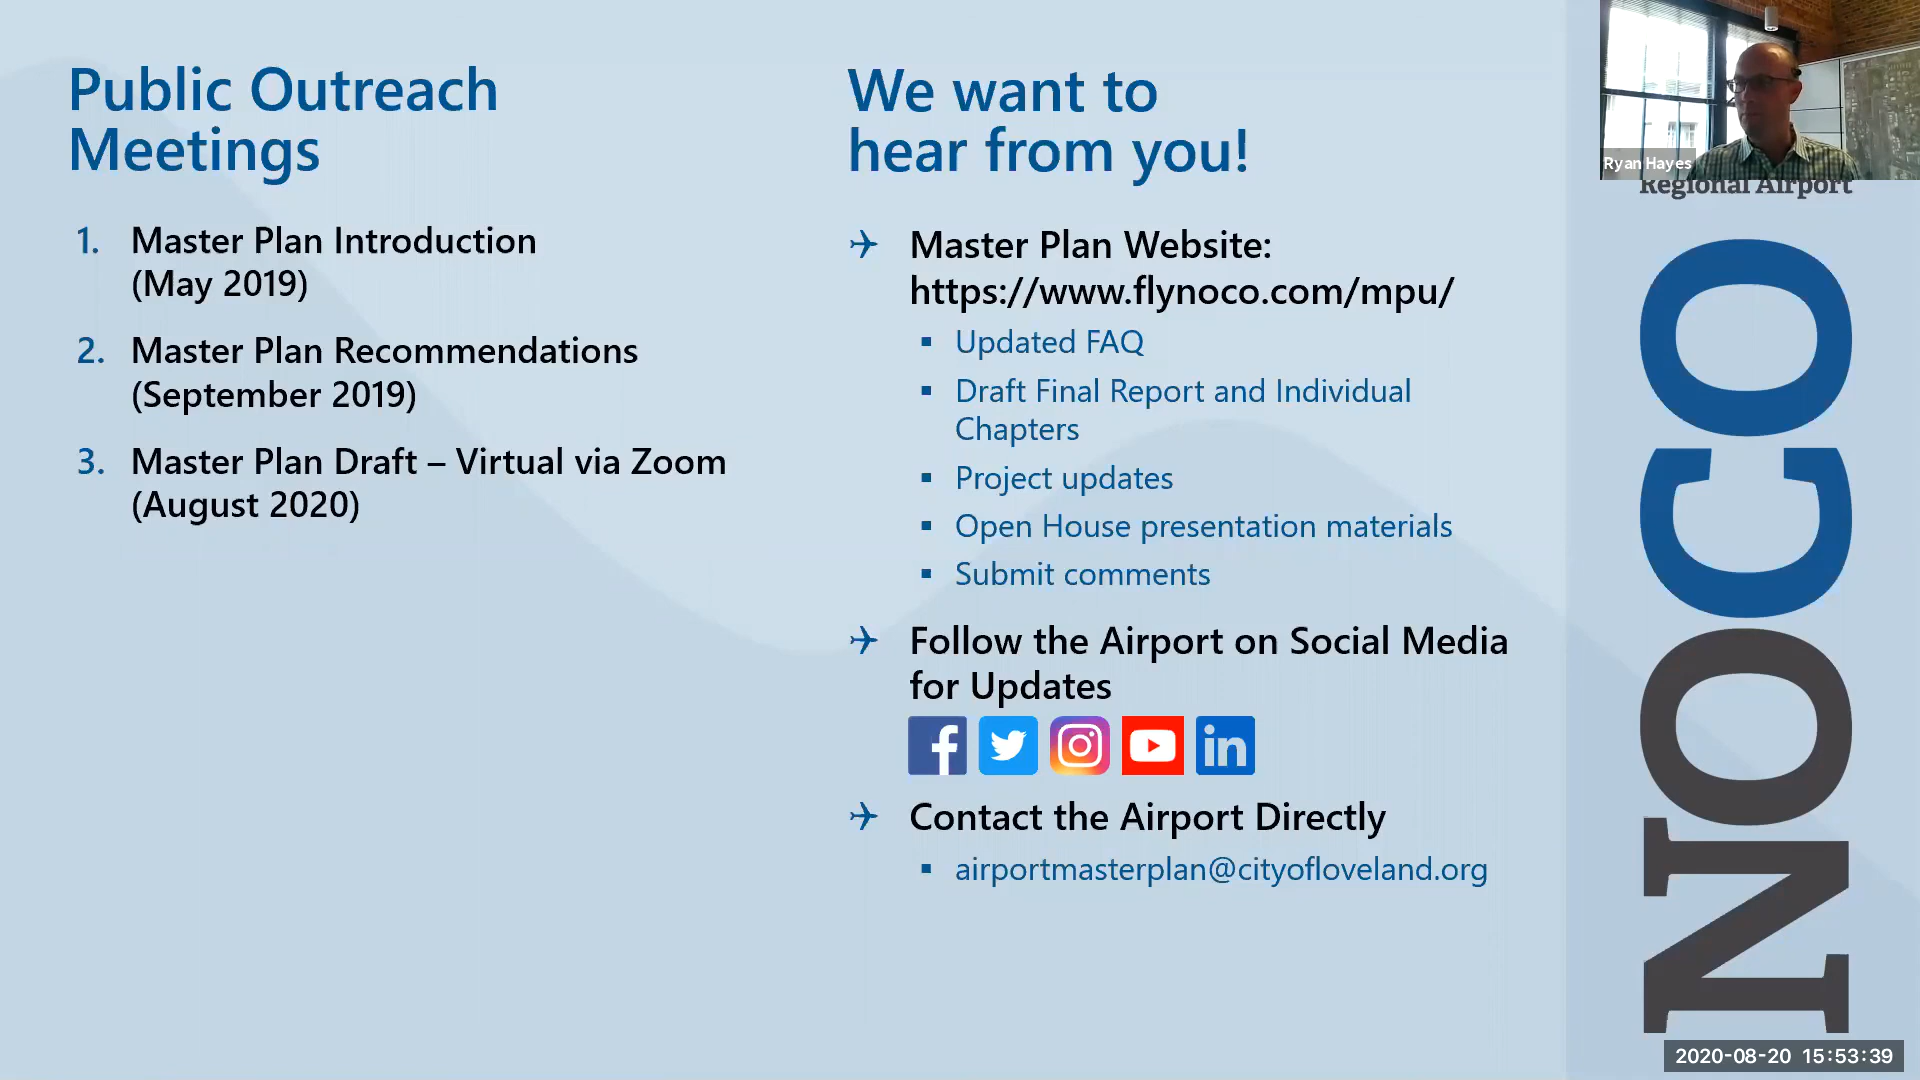 Public Outreach
Meetings
1. Master Plan Introduction
(May 2019)
2. Master Plan Recommendations
(September 2019)
3. Master Plan Draft – Virtual via Zoom
(August 2020)
We want to
hear from you!
Master Plan Website:
https://www.flynoco.com/mpu/
Updated FAQ
Draft Final Report and Individual
Chapters
Project updates
Open House presentation materials
Submit comments
Follow the Airport on Social Media
for Updates
in
Contact the Airport Directly
airportmasterplan@cityofloveland.org
Ryan Hayes
Regional Airport
NOCO
2020-08-20 15:53:39